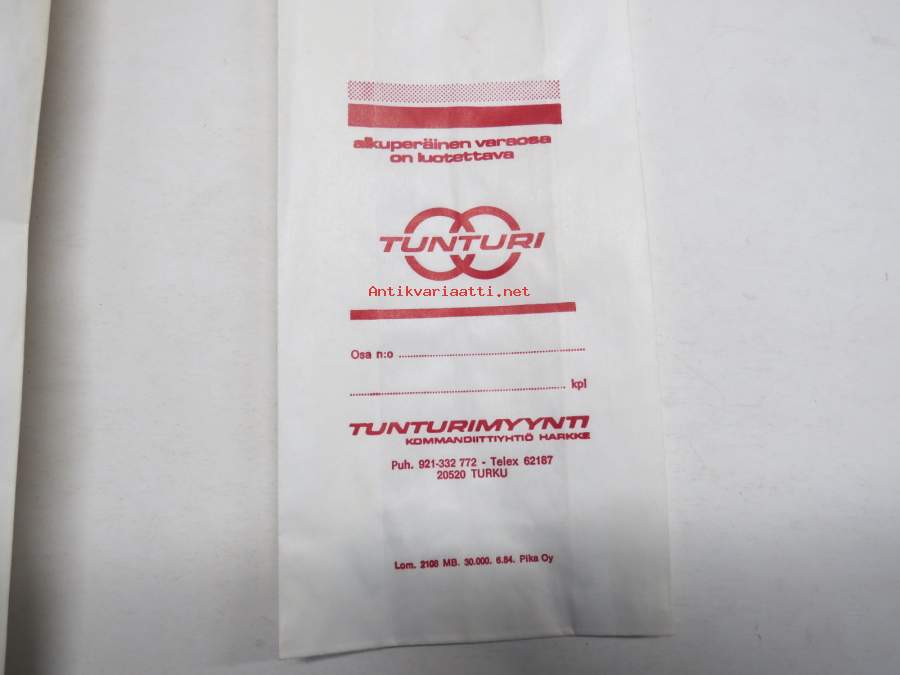 alkuperäinen varaosa
on luotettava
TUNTURI
Antikvariaatti.net
Osa n:o
kpl
TUNTURIMYYNTI
KOMMANDIITTIYHTIÖ HARKKE
Puh. 921-332 772 - Telex 62187
20520 TURKU
Lom. 2108 MB. 30.000. 6.84. Pika Oy